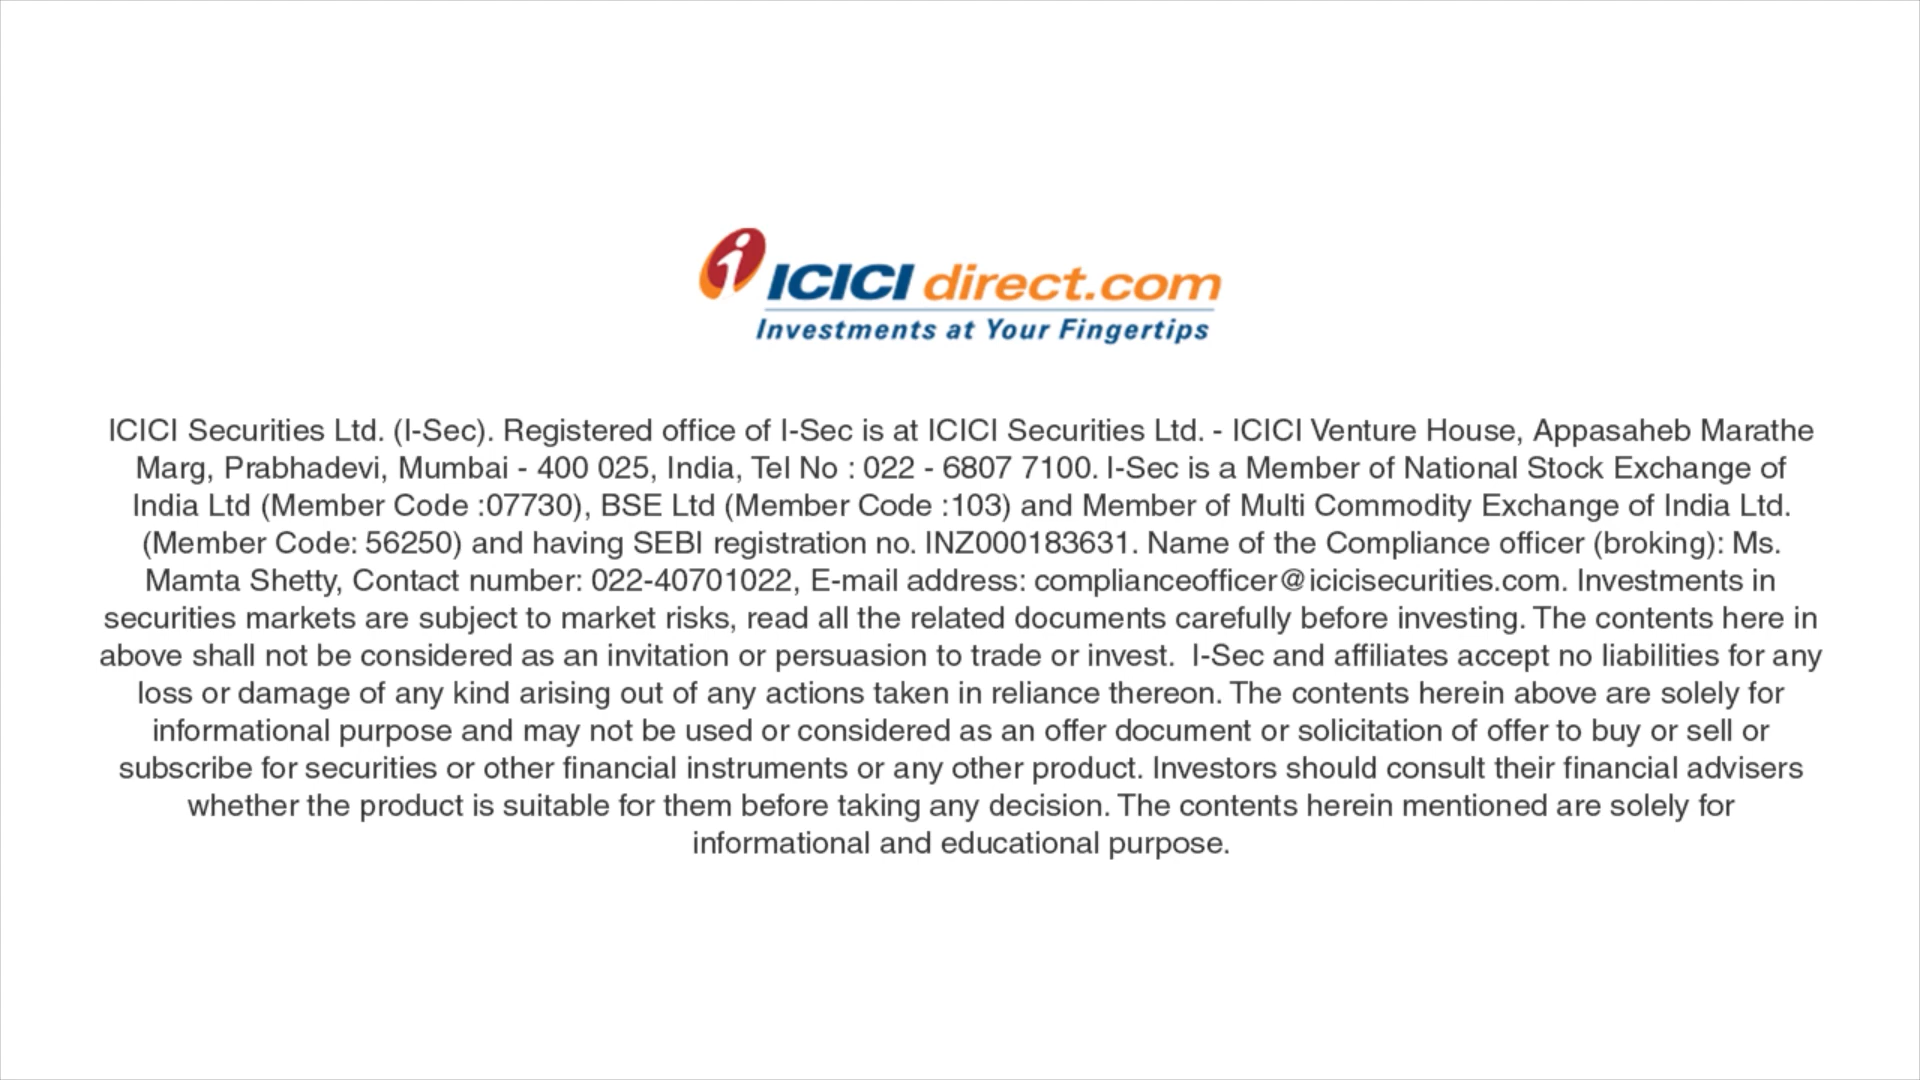 i ICICI direct.com
Investments at Your Fingertips
ICICI Securities Ltd. (I-Sec). Registered office of I-Sec is at ICICI Securities Ltd. - ICICI Venture House, Appasaheb Marathe
Marg, Prabhadevi, Mumbai - 400 025, India, Tel No : 022 - 6807 7100. I-Sec is a Member of National Stock Exchange of
India Ltd (Member Code :07730), BSE Ltd (Member Code :103) and Member of Multi Commodity Exchange of India Ltd.
(Member Code: 56250) and having SEBI registration no. INZ000183631. Name of the Compliance officer (broking): Ms.
Mamta Shetty, Contact number: 022-40701022, E-mail address: complianceofficer@icicisecurities.com. Investments in
securities markets are subject to market risks, read all the related documents carefully before investing. The contents here in
above shall not be considered as an invitation or persuasion to trade or invest.  I-Sec and affiliates accept no liabilities for any
loss or damage of any kind arising out of any actions taken in reliance thereon. The contents herein above are solely for
informational purpose and may not be used or considered as an offer document or solicitation of offer to buy or sell or
subscribe for securities or other financial instruments or any other product. Investors should consult their financial advisers
whether the product is suitable for them before taking any decision. The contents herein mentioned are solely for
informational and educational purpose.